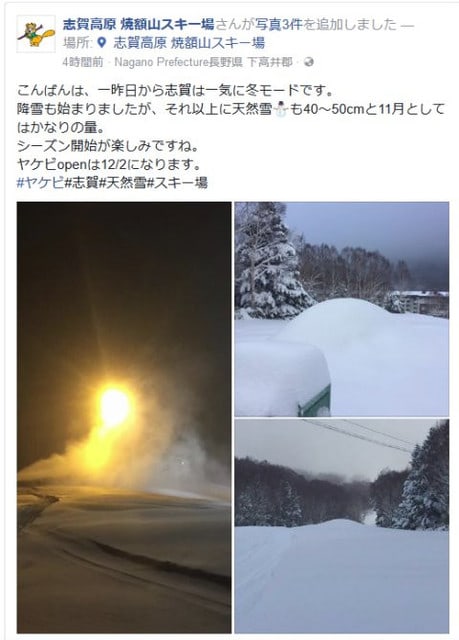 志賀高原 焼額山スキー場さんが写真3件を追加しました —
場所: 志賀高原 焼額山スキー場
4時間前 · Nagano Prefecture長野県 下高井郡 ·
こんばんは、一昨日から志賀は一気に冬モードです。
降雪も始まりましたが、それ以上に天然雪⛄も40～50cmと11月として
はかなりの量。
シーズン開始が楽しみですね。
ヤケビopenは12/2になります。
#ヤケビ#志賀#天然雪#スキー場